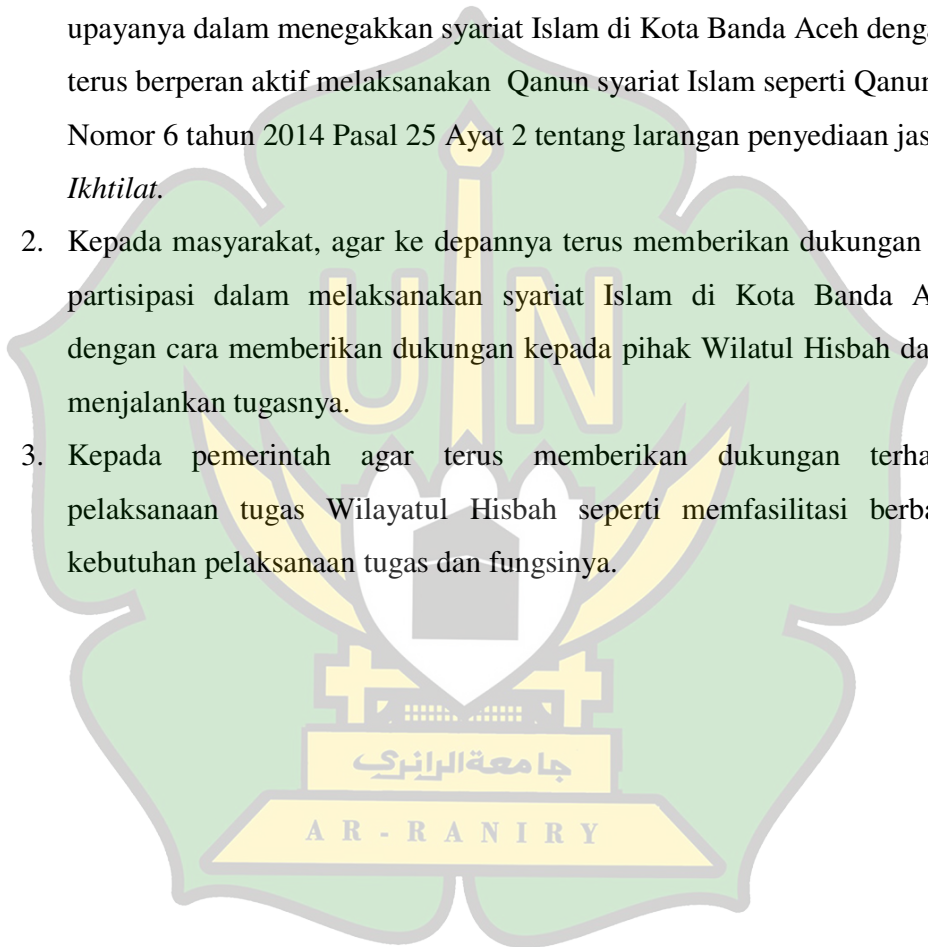 upayanya dalam menegakkan syariat Islam di Kota Banda Aceh denga
terus berperan aktif melaksanakan Qanun syariat Islam seperti Qanun
Nomor 6 tahun 2014 Pasal 25 Ayat 2 tentang larangan penyediaan jas
Ikhtilat.
2. Kepada masyarakat, agar ke depannya terus memberikan dukungan
partisipasi dalam melaksanakan syariat Islam di Kota Banda A
dengan cara memberikan dukungan kepada pihak Wilatul Hisbah da
menjalankan tugasnya.
3. Kepada pemerintah agar terus memberikan dukungan terha
pelaksanaan tugas Wilayatul Hisbah seperti memfasilitasi berba
kebutuhan pelaksanaan tugas dan fungsinya.
UIN
جامعةالرانري
AR-RANIRY